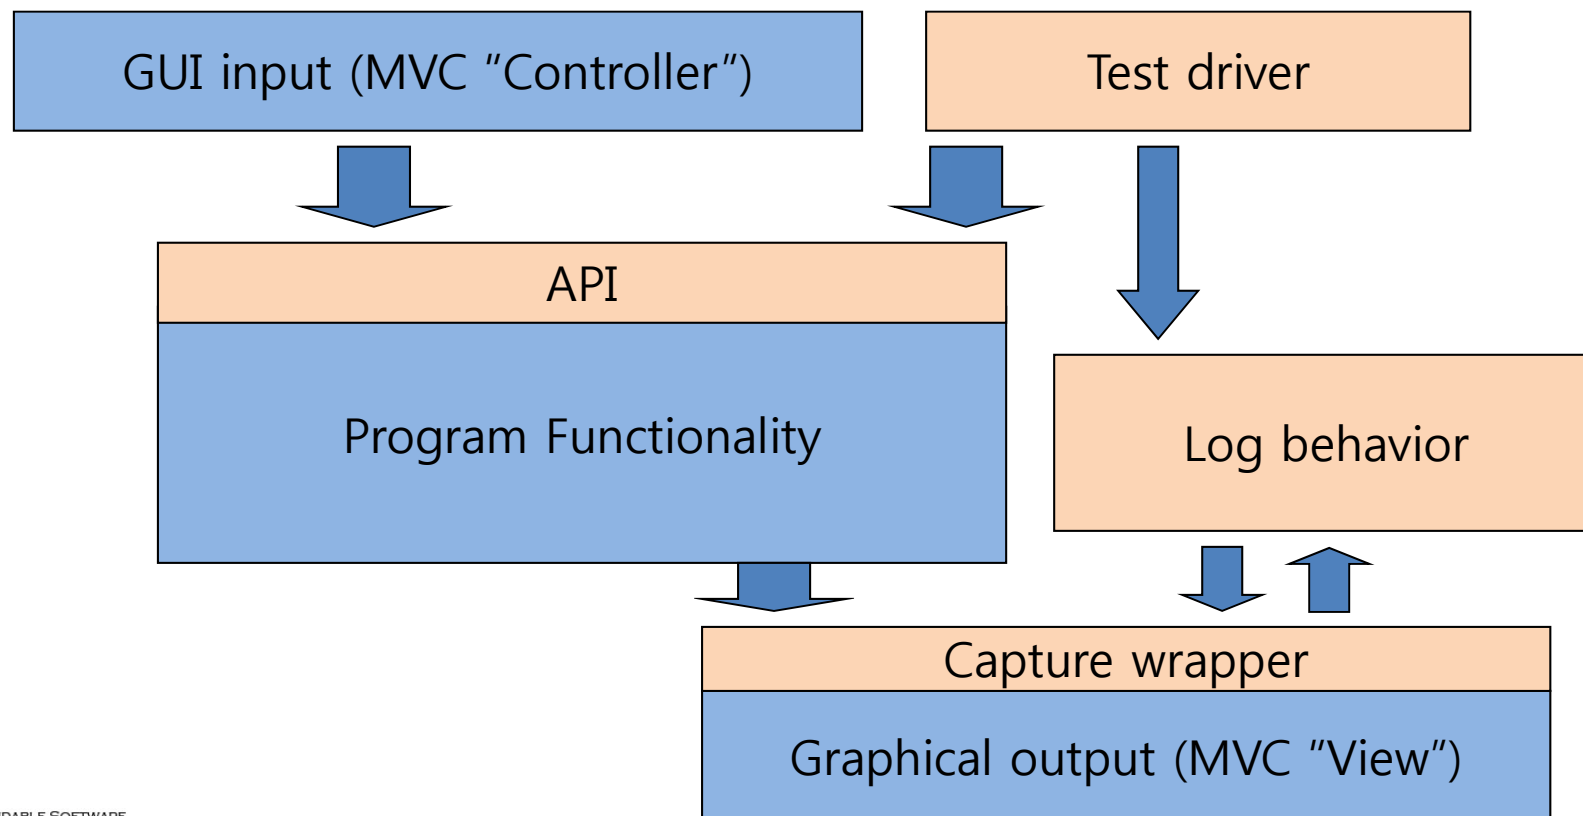 GUI input (MVC "Controller")
Test driver
API
Program Functionality
Log behavior
Capture wrapper
Graphical output (MVC "View")